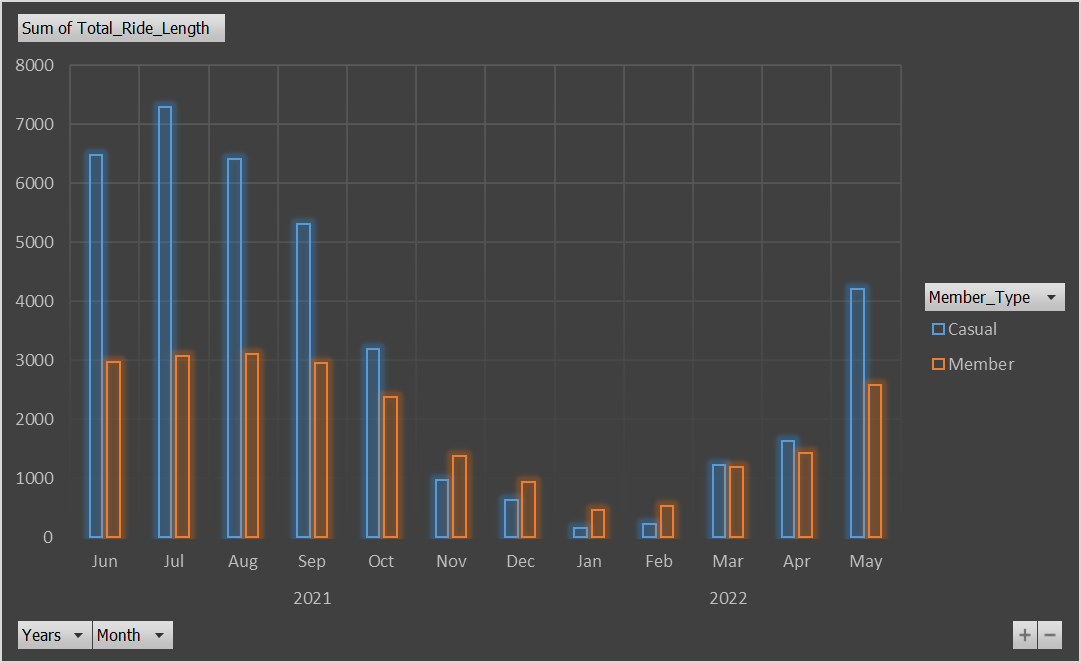 Sum of Total_Ride_Length
8000
7000
6000
5000
4000
3000
2000
1000
0
Jun Jul Aug Sep Oct Nov Dec Jan Feb Mar Apr May
2021 2022
Member_Type
Casual
Member
Years Month
+ −